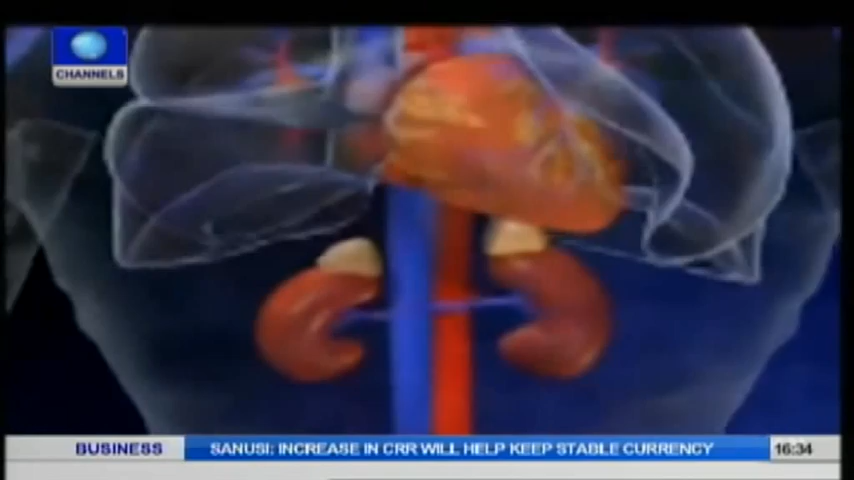 CHANNELS
BUSINESS
SANUSI: INCREASE IN CRR WILL HELP KEEP STABLE CURRENCY
16:34